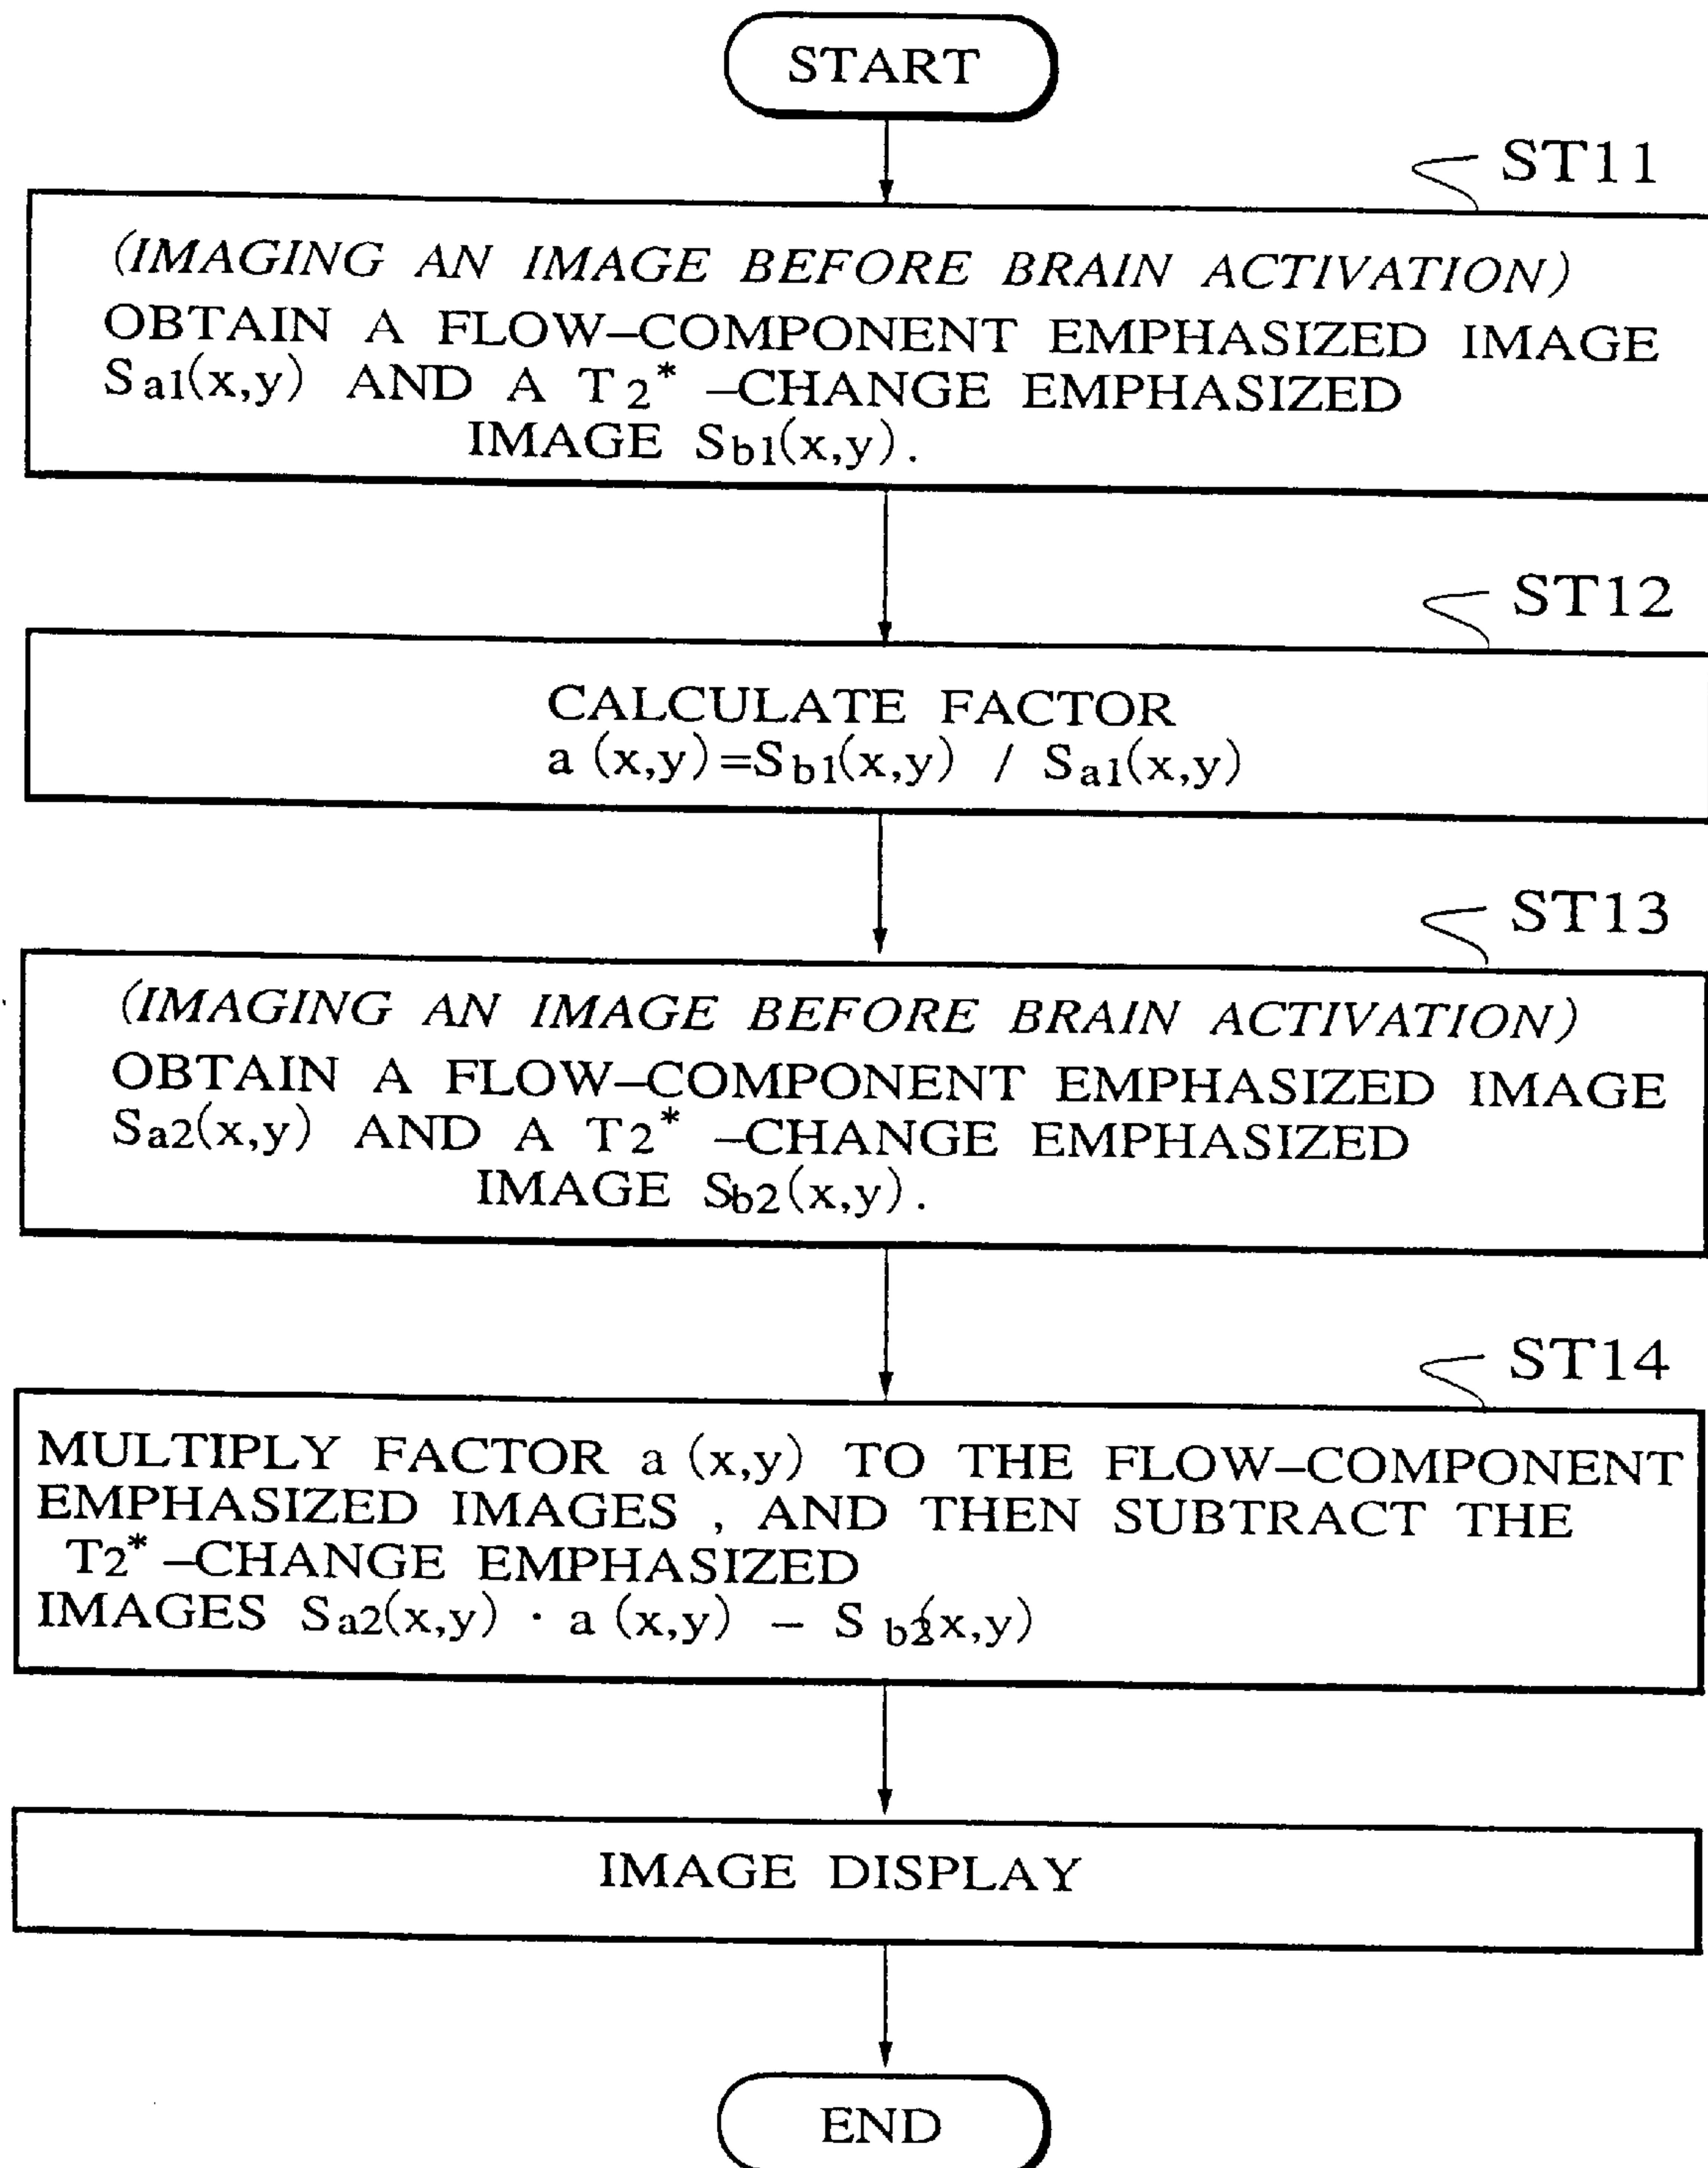 START
ST11
(IMAGING AN IMAGE BEFORE BRAIN ACTIVATION)
OBTAIN A FLOW–COMPONENT EMPHASIZED IMAGE
Sa1(x,y) AND A T2* –CHANGE EMPHASIZED
IMAGE Sb1(x,y).
ST12
CALCULATE FACTOR
a (x,y)=Sb1(x,y) / Sa1(x,y)
ST13
(IMAGING AN IMAGE BEFORE BRAIN ACTIVATION)
OBTAIN A FLOW–COMPONENT EMPHASIZED IMAGE
Sa2(x,y) AND A T2* –CHANGE EMPHASIZED
IMAGE Sb2(x,y).
ST14
MULTIPLY FACTOR a (x,y) TO THE FLOW–COMPONENT
EMPHASIZED IMAGES , AND THEN SUBTRACT THE
T2* –CHANGE EMPHASIZED
IMAGES Sa2(x,y) · a (x,y) – S b2(x,y)
IMAGE DISPLAY
END